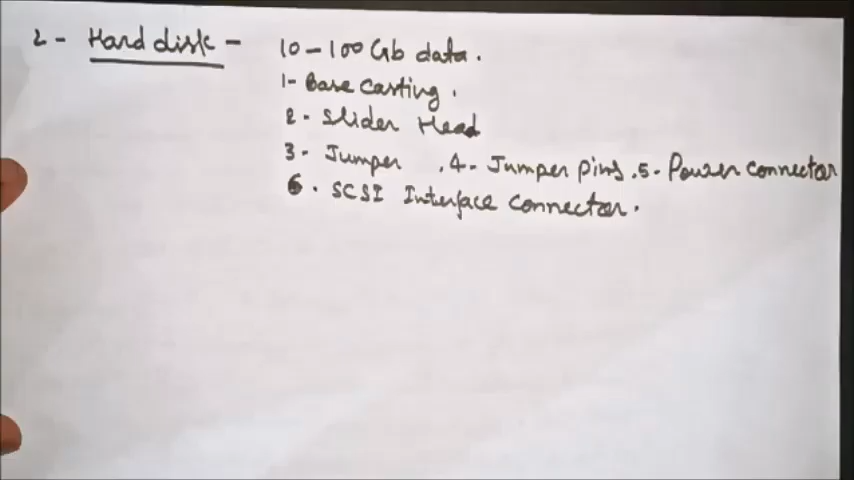 2 - Hard disk - 10-100 Gb data.
1- Base casting.
2- Slider Head
3- Jumper .4- Jumper pins .5- Power connector
6. SCSI Interface connector.